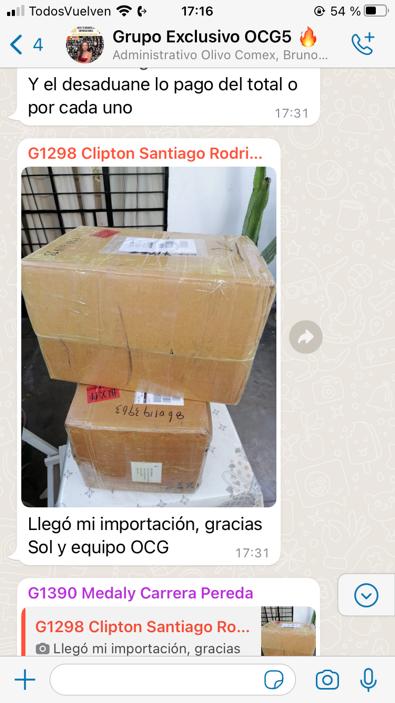 TodosVuelven
17:16
54 %
4
Grupo Exclusivo OCG5 🔥
Administrativo Olivo Comex, Bruno...
Y el desaduane lo pago del total o
por cada uno
17:31
G1298 Clipton Santiago Rodri...
Llegó mi importación, gracias
Sol y equipo OCG
17:31
G1390 Medaly Carrera Pereda
G1298 Clipton Santiago Ro...
Llegó mi importación, gracias